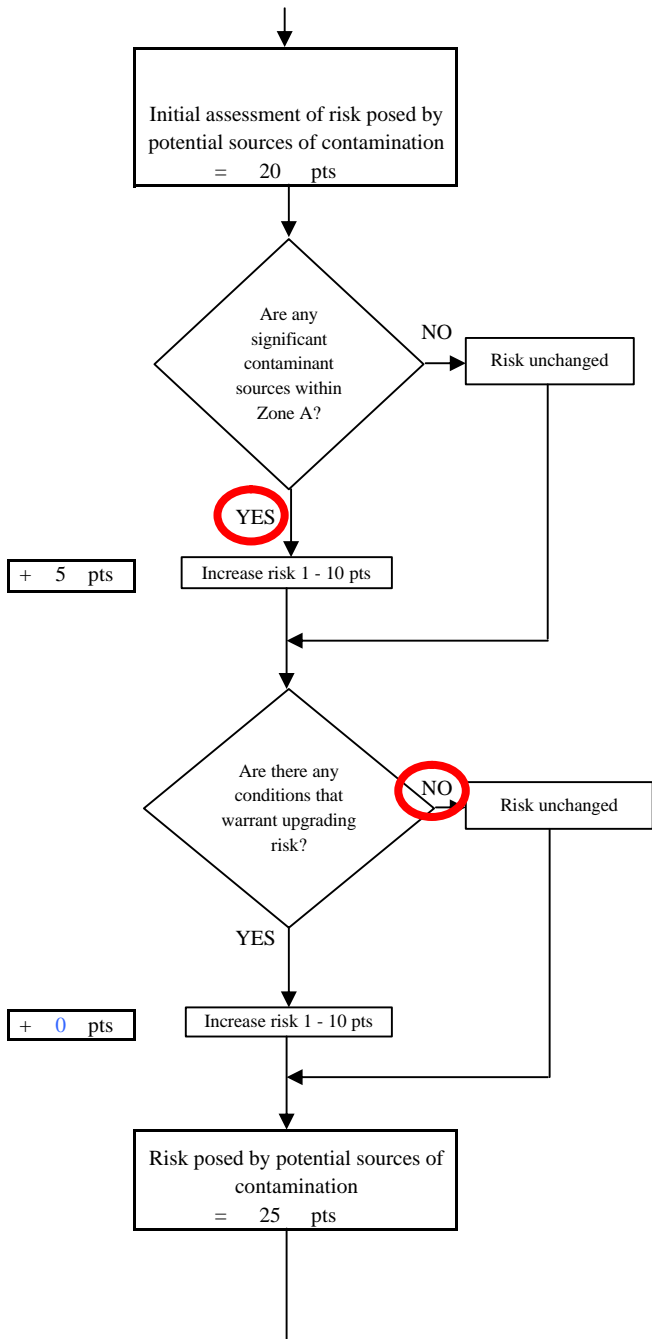 Initial assessment of risk posed by
potential sources of contamination
= 20 pts
Are any
significant
contaminant
sources within
Zone A?
NO
Risk unchanged
YES
+ 5 pts
Increase risk 1 - 10 pts
Are there any
conditions that
warrant upgrading
risk?
NO
Risk unchanged
YES
+ 0 pts
Increase risk 1 - 10 pts
Risk posed by potential sources of
contamination
= 25 pts